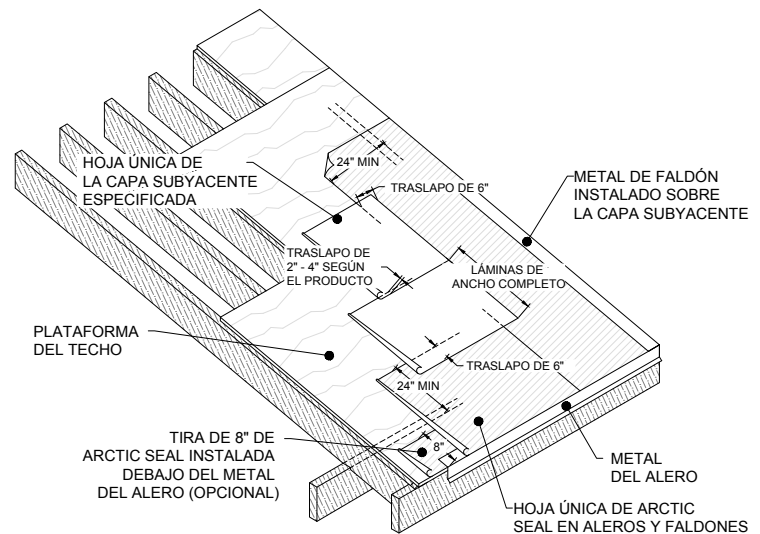 HOJA ÚNICA DE
LA CAPA SUBYACENTE
ESPECIFICADA
24" MIN
TRASLAPO DE 6"
METAL DE FALDÓN
INSTALADO SOBRE
LA CAPA SUBYACENTE
TRASLAPO DE
2" - 4" SEGÚN
EL PRODUCTO
LÁMINAS DE
ANCHO COMPLETO
PLATAFORMA
DEL TECHO
TRASLAPO DE 6"
24" MIN
TIRA DE 8" DE
ARCTIC SEAL INSTALADA
DEBAJO DEL METAL
DEL ALERO (OPCIONAL)
8"
METAL
DEL ALERO
HOJA ÚNICA DE ARCTIC
SEAL EN ALEROS Y FALDONES